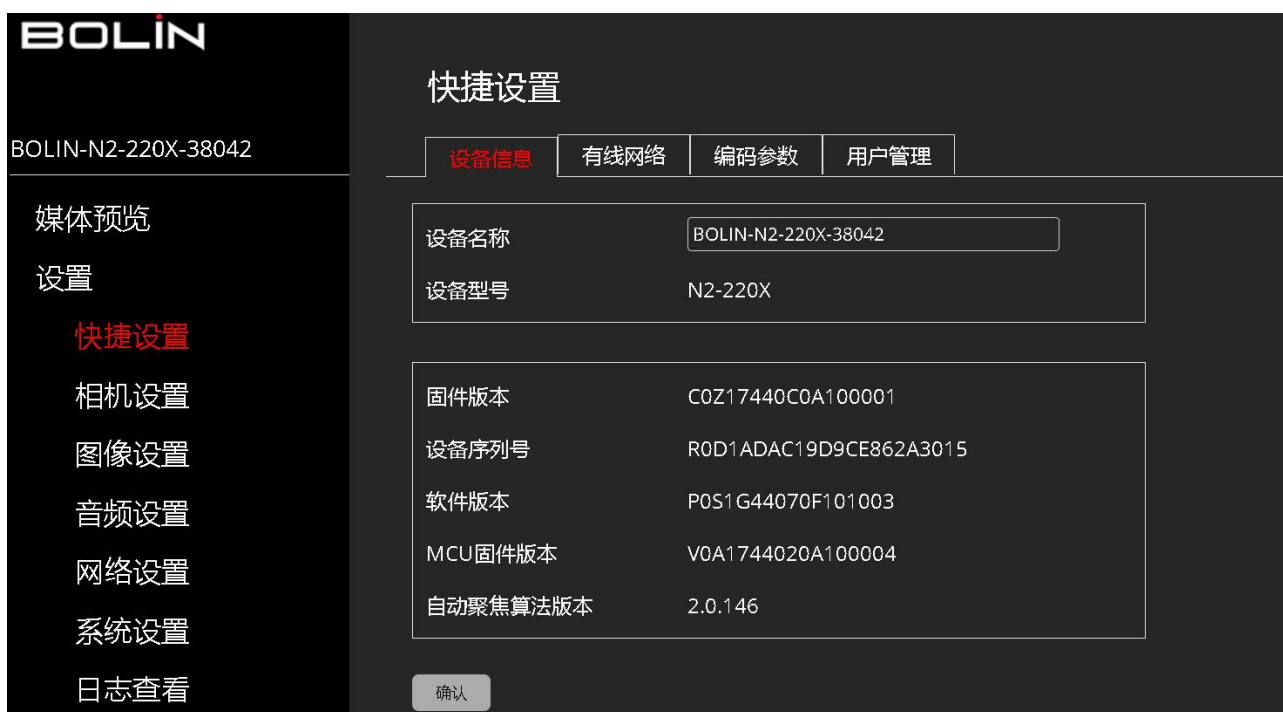 BOLIN
BOLIN-N2-220X-38042
媒体预览
设置
快捷设置
相机设置
图像设置
音频设置
网络设置
系统设置
日志查看
快捷设置
设备信息 有线网络 编码参数 用户管理
设备名称 BOLIN-N2-220X-38042
设备型号 N2-220X
固件版本 C0Z17440C0A100001
设备序列号 R0D1ADAC19D9CE862A3015
软件版本 P0S1G44070F101003
MCU固件版本 V0A1744020A100004
自动聚焦算法版本 2.0.146
确认